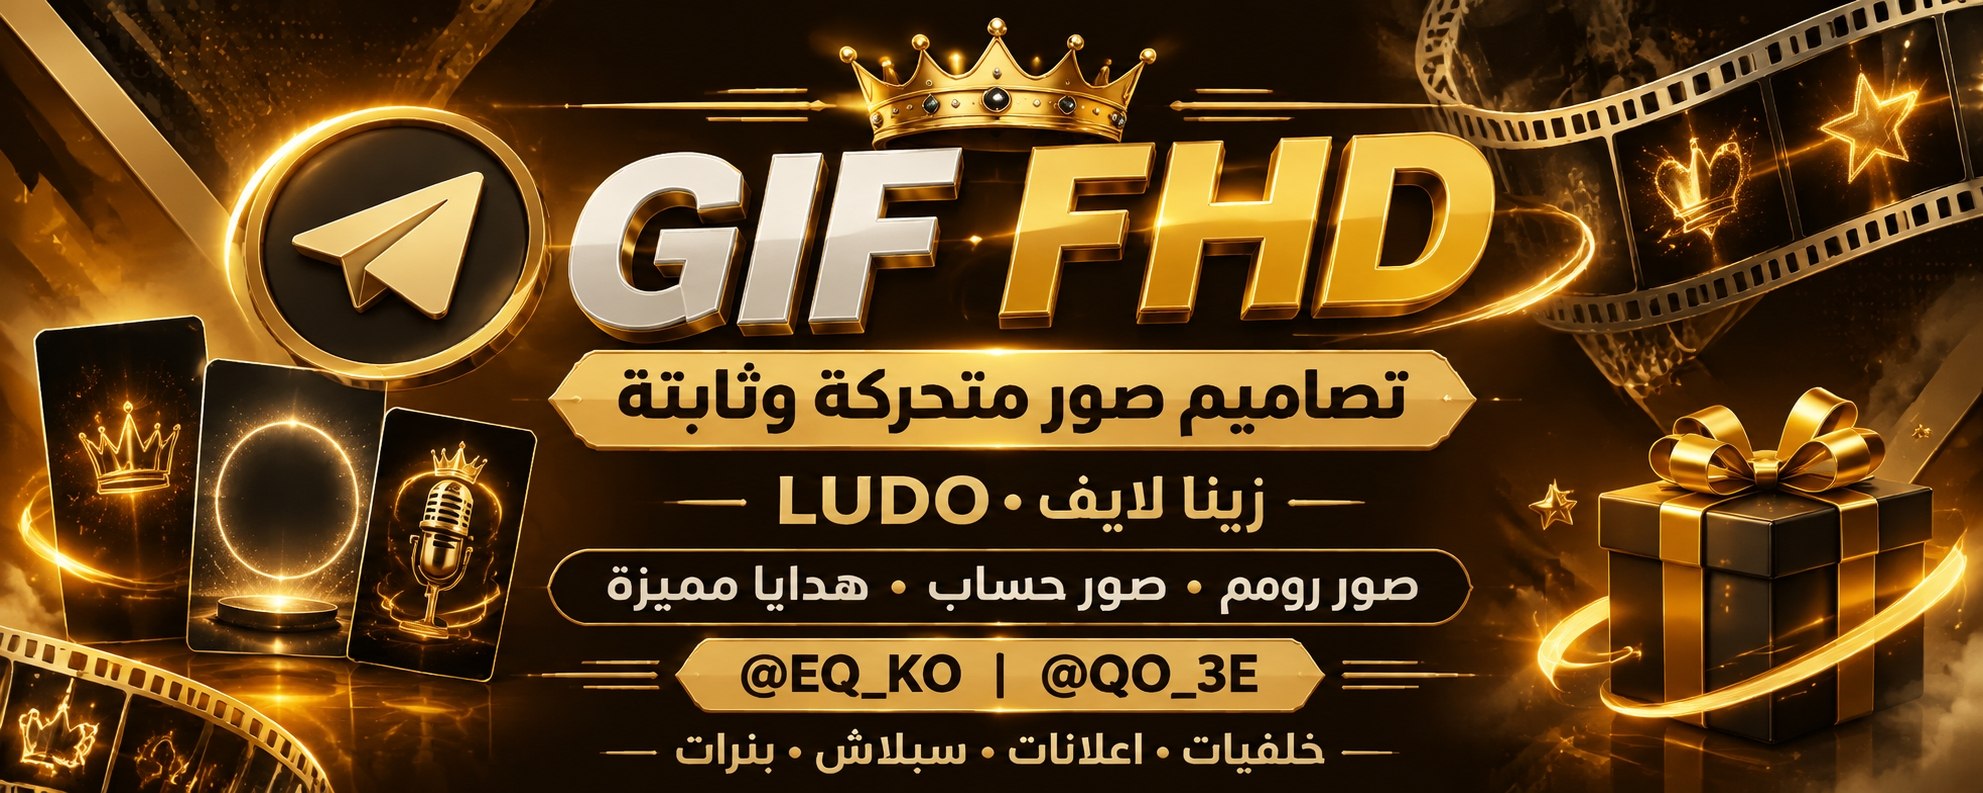 GIF FHD
تصاميم صور متحركة وثابتة
زينا لايف • LUDO
صور رومم • صور حساب • هدايا مميزة
@EQ_KO | @QO_3E
خلفيات • اعلانات • سبلاش • بنرات